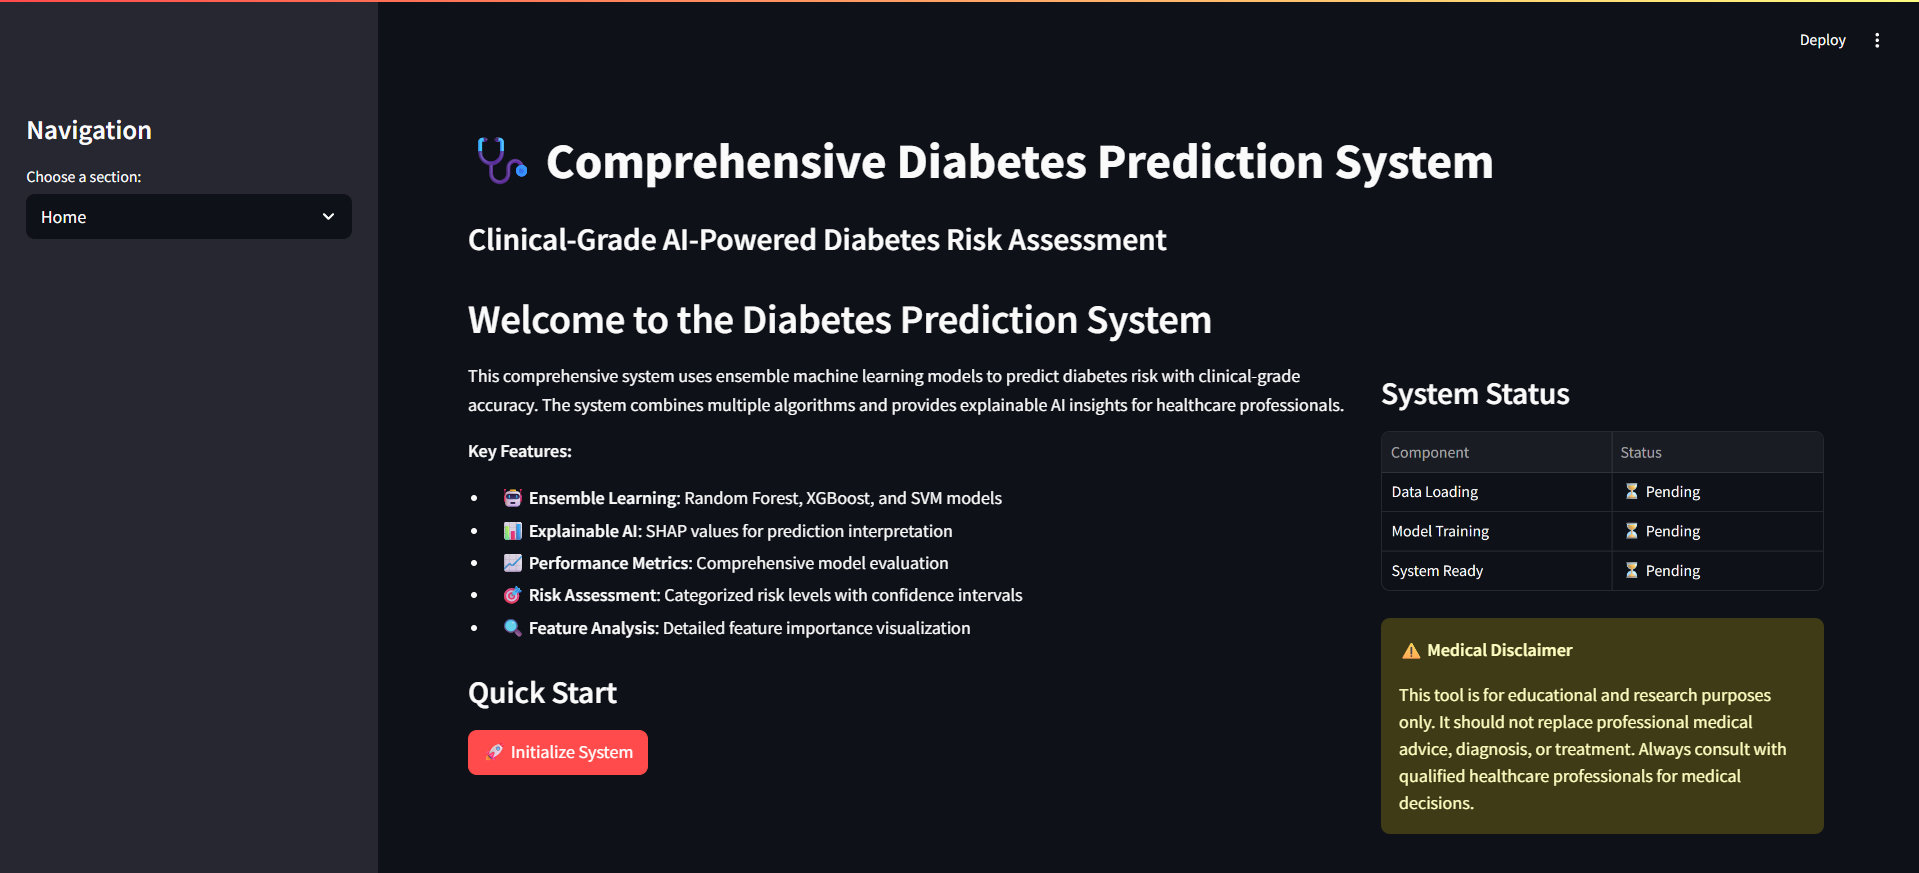 Deploy
Navigation
Choose a section:
Home
Comprehensive Diabetes Prediction System
Clinical-Grade AI-Powered Diabetes Risk Assessment
Welcome to the Diabetes Prediction System
This comprehensive system uses ensemble machine learning models to predict diabetes risk with clinical-grade
accuracy. The system combines multiple algorithms and provides explainable AI insights for healthcare professionals.
Key Features:
Ensemble Learning: Random Forest, XGBoost, and SVM models
Explainable AI: SHAP values for prediction interpretation
Performance Metrics: Comprehensive model evaluation
Risk Assessment: Categorized risk levels with confidence intervals
Feature Analysis: Detailed feature importance visualization
Quick Start
Initialize System
System Status
Component Status
Data Loading Pending
Model Training Pending
System Ready Pending
Medical Disclaimer
This tool is for educational and research purposes
only. It should not replace professional medical
advice, diagnosis, or treatment. Always consult with
qualified healthcare professionals for medical
decisions.